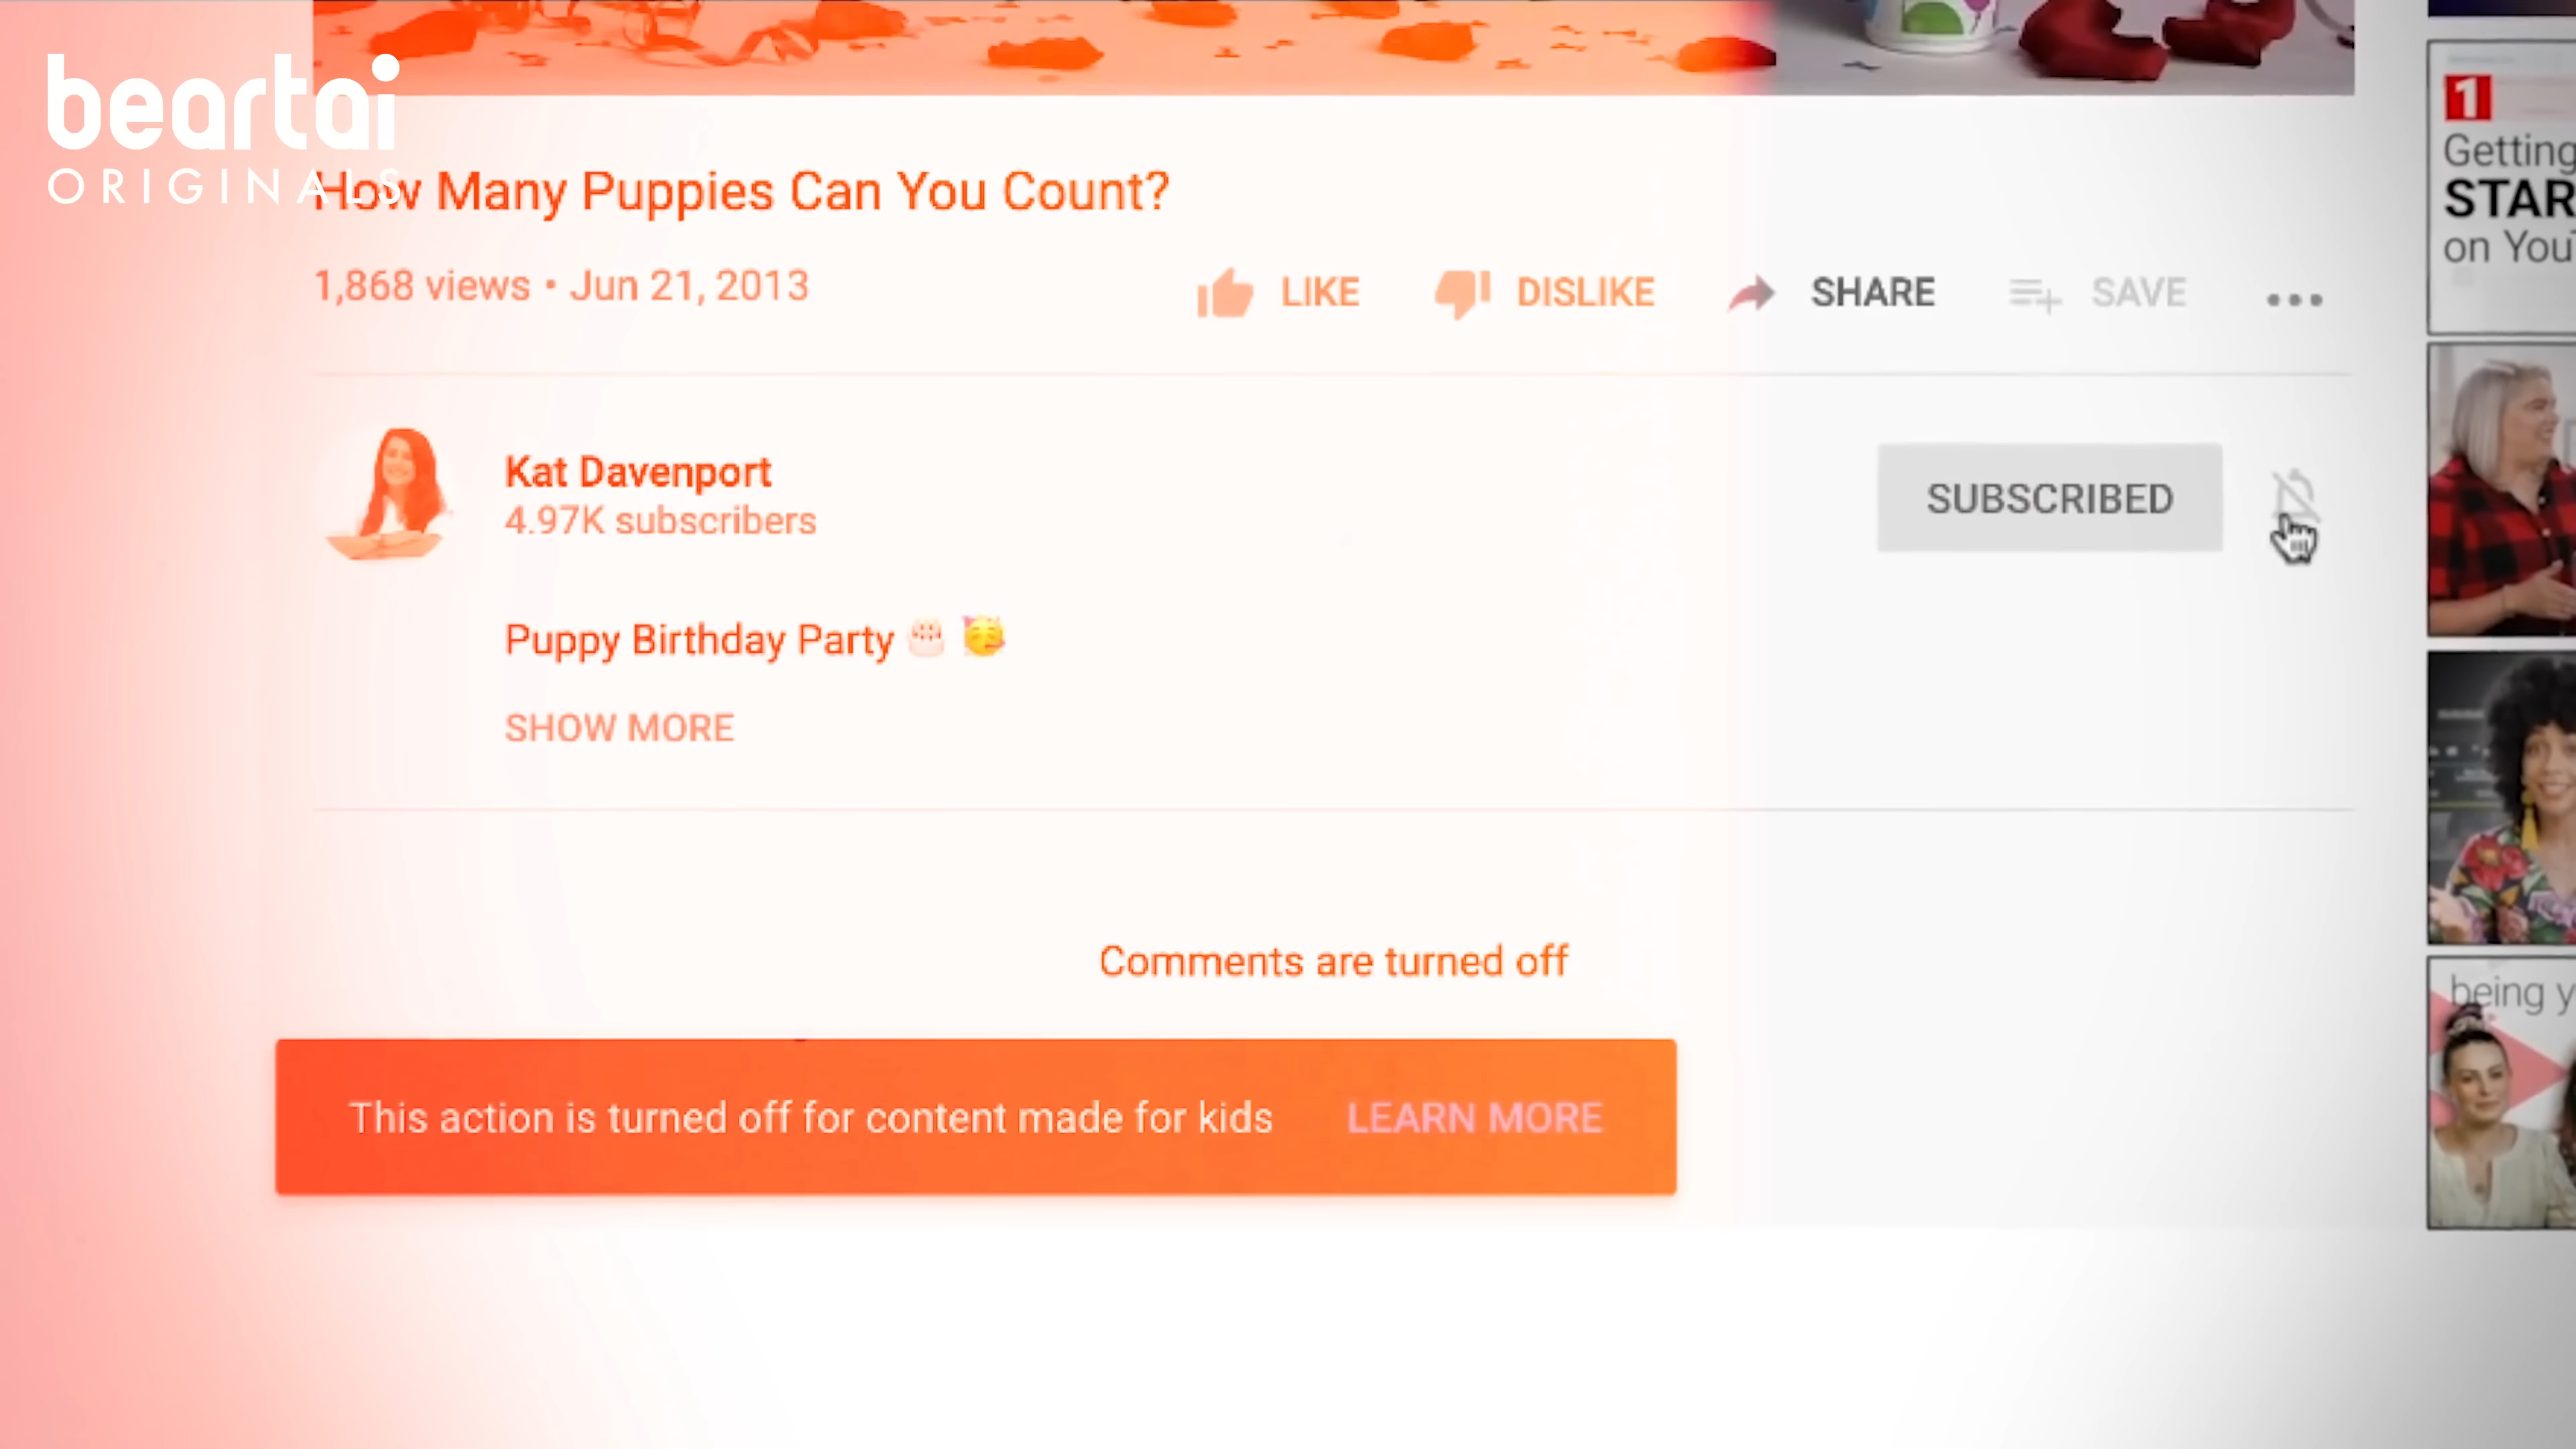 beartai
ORIGINALS
How Many Puppies Can You Count?
1,868 views • Jun 21, 2013
LIKE
DISLIKE
SHARE
SAVE
Kat Davenport
4.97K subscribers
SUBSCRIBED
Puppy Birthday Party 🎂 🥳
SHOW MORE
Comments are turned off
This action is turned off for content made for kids
LEARN MORE
1
Getting
STAR
on You
being y